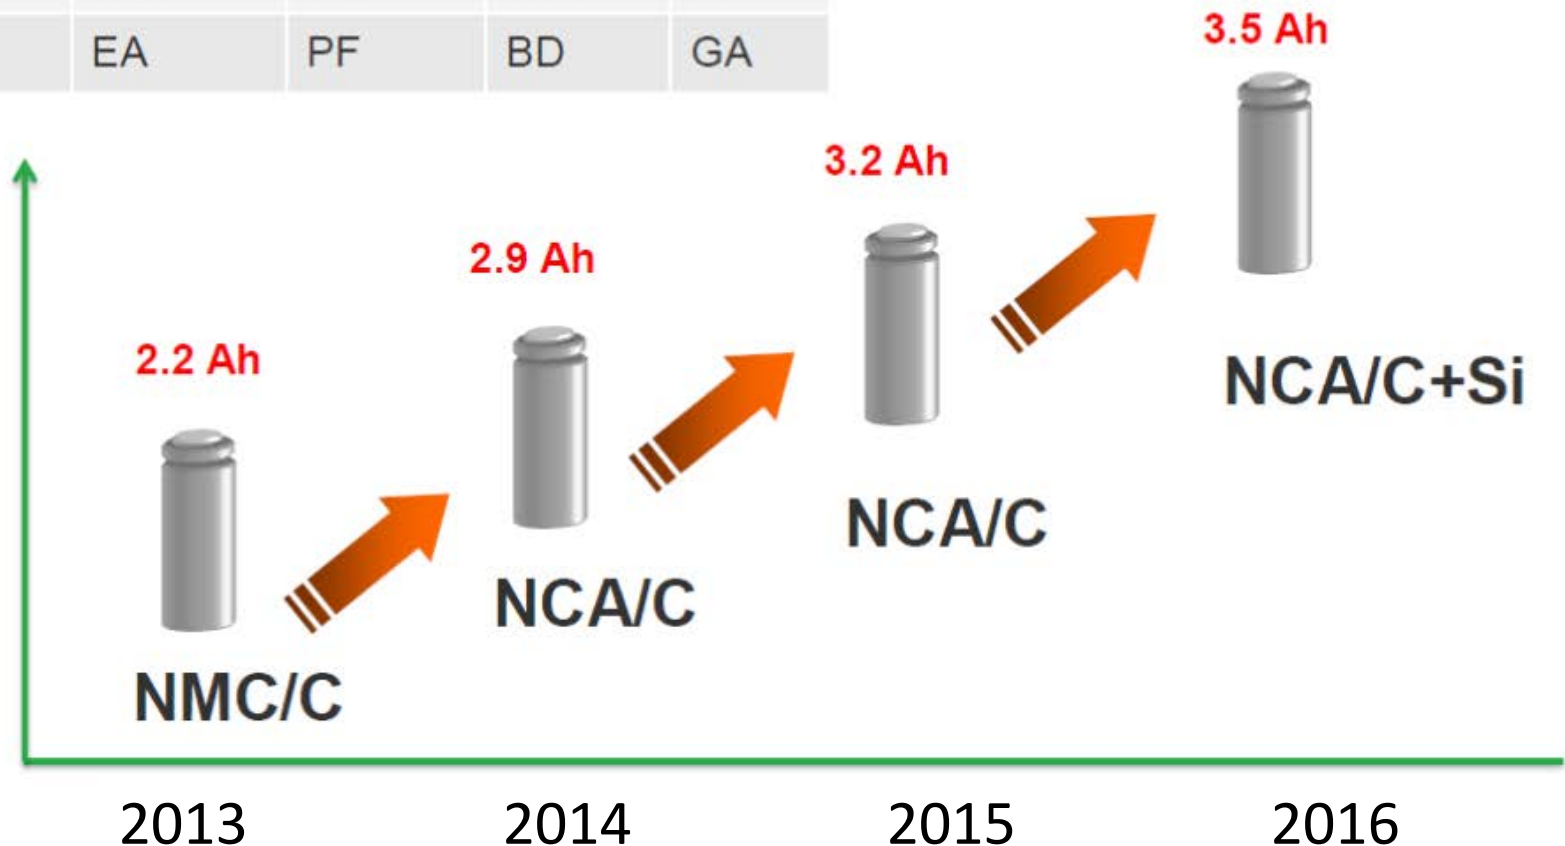 EA PF BD GA
3.5 Ah
3.2 Ah
2.9 Ah
2.2 Ah
NCA/C+Si
NCA/C
NCA/C
NMC/C
2013 2014 2015 2016